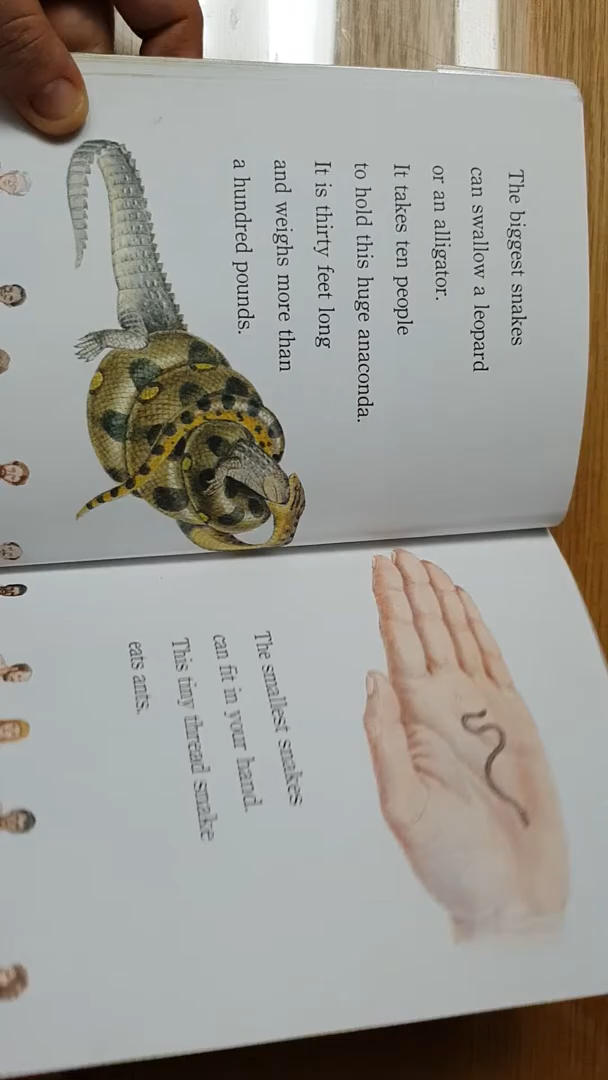 The biggest snakes
can swallow a leopard
or an alligator.
It takes ten people
to hold this huge anaconda.
It is thirty feet long
and weighs more than
a hundred pounds.
The smallest snakes
can fit in your hand.
This tiny thread snake
eats ants.